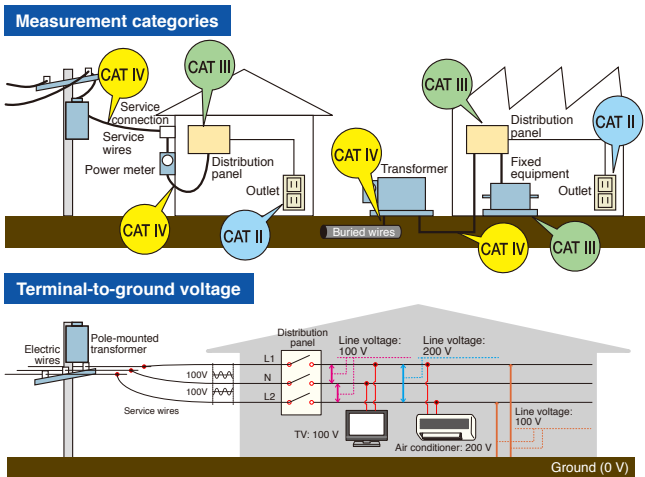 Measurement categories
CAT IV
CAT III
Service
connection
Service
wires
Power meter
Distribution
panel
Outlet
CAT IV
CAT II
CAT IV
Transformer
Buried wires
CAT III
Distribution
panel
CAT II
Fixed
equipment
Outlet
CAT IV
CAT III
Terminal-to-ground voltage
Electric
wires
Pole-mounted
transformer
Service wires
100V
100V
Distribution
panel
L1
N
L2
Line voltage:
100 V
Line voltage:
200 V
TV: 100 V
Air conditioner: 200 V
Line voltage:
100 V
Ground (0 V)